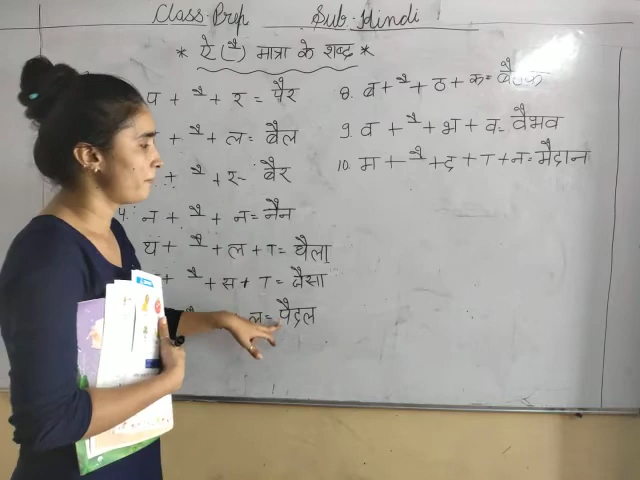 Class-Prep Sub-Hindi
* ऐ (ै) मात्रा के शब्द *
प + ै + र = पैर
+ ै + ल = बैल
+ ै + र = बैर
4. न + ै + न = नैन
थ + ै + ल + ा = थैला
+ ै + स + ा =
ल = पैदल
8. ब + ै + ठ + क = बैठक
9. व + ै + भ + व = वैभव
10. म + ै + द + ा + न = मैदान